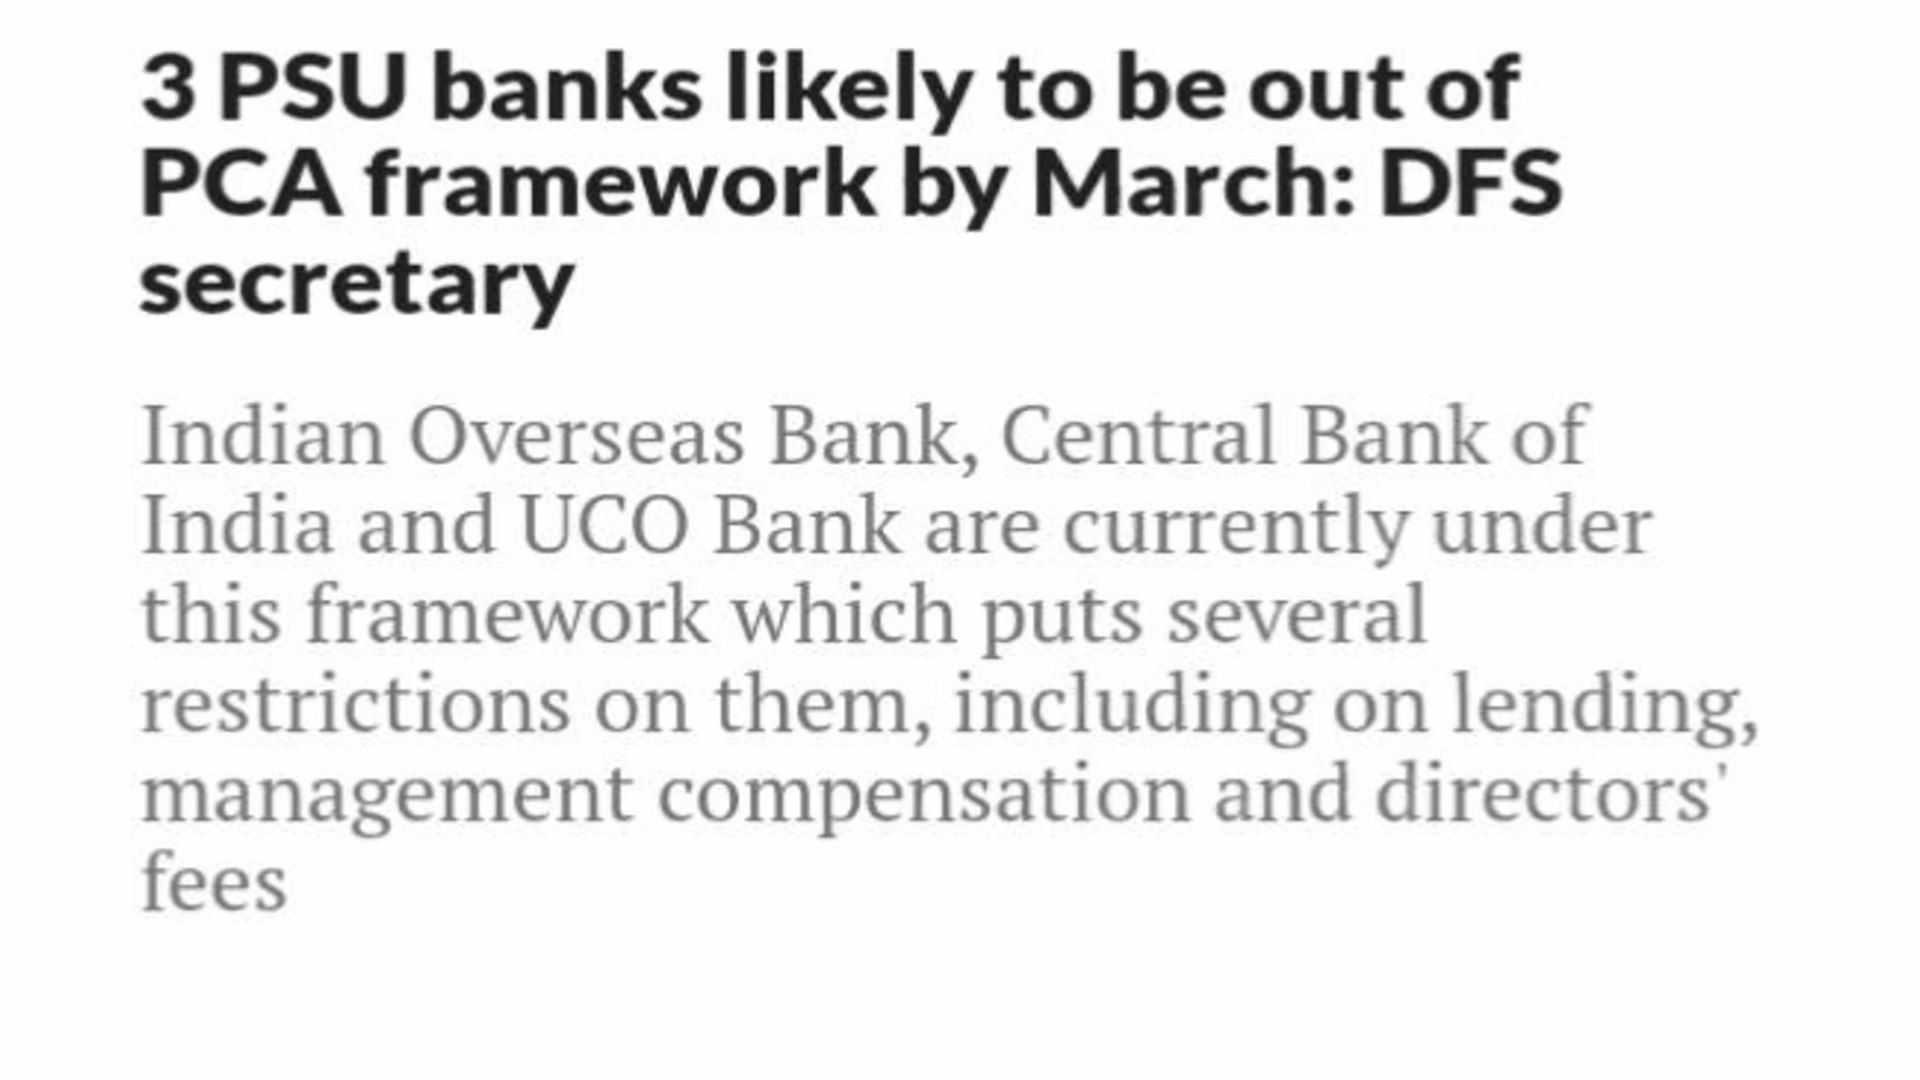 3 PSU banks likely to be out of
PCA framework by March: DFS
secretary
Indian Overseas Bank, Central Bank of
India and UCO Bank are currently under
this framework which puts several
restrictions on them, including on lending,
management compensation and directors'
fees